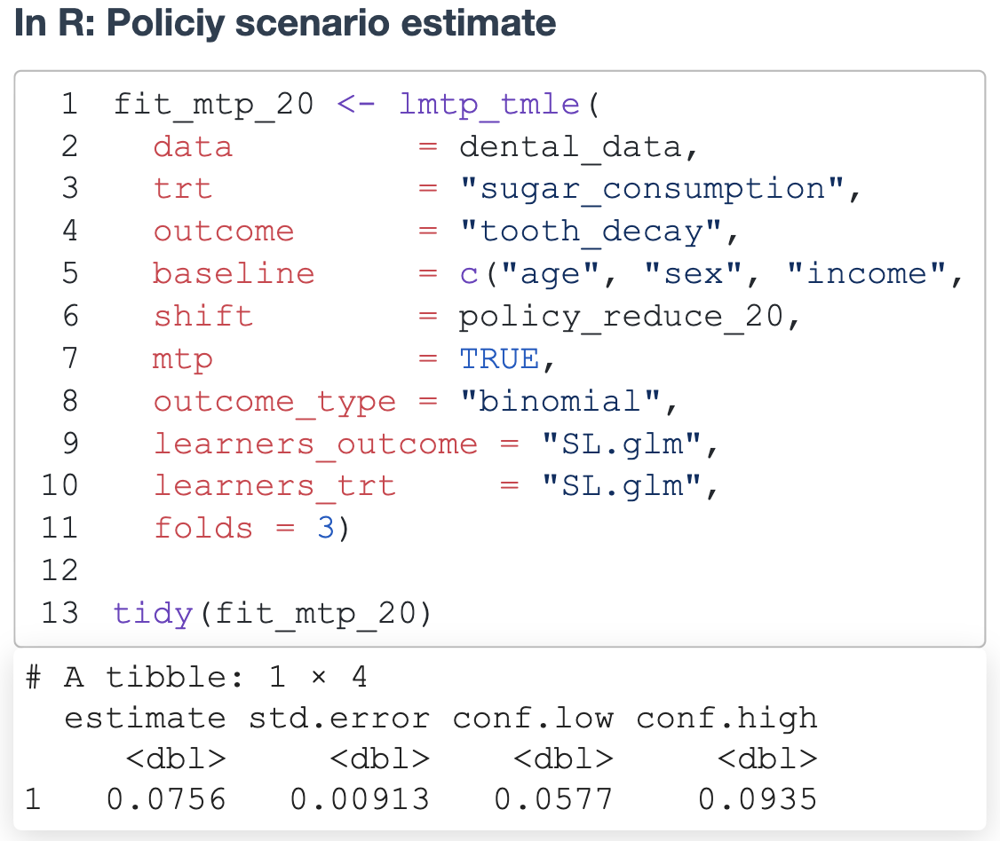 In R: Policiy scenario estimate
1 fit_mtp_20 <- lmtp_tmle(
2   data          = dental_data,
3   trt           = "sugar_consumption",
4   outcome       = "tooth_decay",
5   baseline      = c("age", "sex", "income",
6   shift         = policy_reduce_20,
7   mtp           = TRUE,
8   outcome_type = "binomial",
9   learners_outcome = "SL.glm",
10   learners_trt     = "SL.glm",
11   folds = 3)
12
13 tidy(fit_mtp_20)
# A tibble: 1 × 4
  estimate std.error conf.low conf.high
     <dbl>     <dbl>    <dbl>     <dbl>
1   0.0756   0.00913   0.0577    0.0935